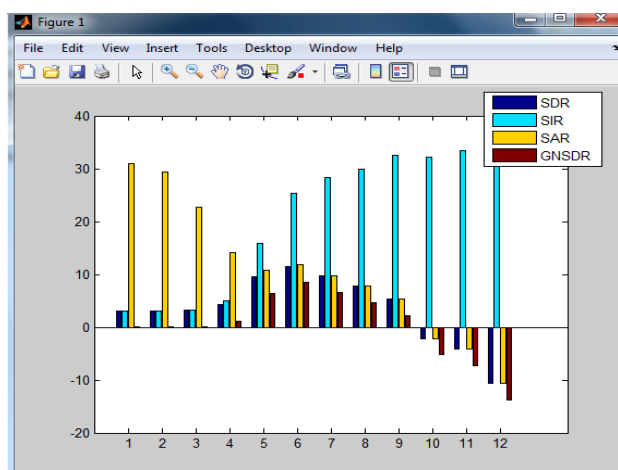 Figure 1
File Edit View Insert Tools Desktop Window Help
SDR
SIR
SAR
GNSDR
40
30
20
10
0
-10
-20
1 2 3 4 5 6 7 8 9 10 11 12